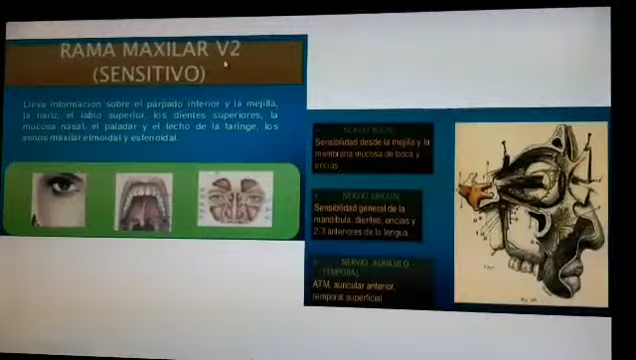 RAMA MAXILAR V2
(SENSITIVO)
Lleva información sobre el párpado inferior y la mejilla,
la nariz, el labio superior, los dientes superiores, la
mucosa nasal, el paladar y el techo de la faringe, los
senos maxilar etmoidal y esfenoidal.
NERVIO
Sensibilidad desde la mejilla y la
membrana mucosa de boca y
encías
NERVIO LINGUAL
Sensibilidad general de la
mandíbula, dientes, encías y
2-3 anteriores de la lengua
NERVIO AURICULO
TEMPORAL
ATM, auricular anterior,
temporal superficial